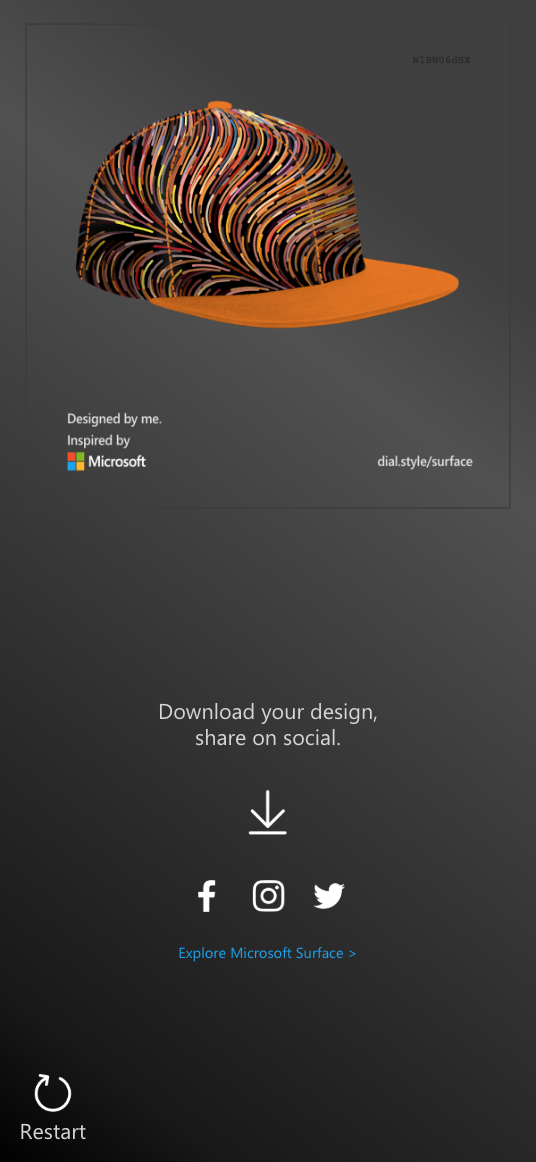 W1BW06dSX
Designed by me.
Inspired by
Microsoft
dial.style/surface
Download your design,
share on social.
Explore Microsoft Surface >
Restart